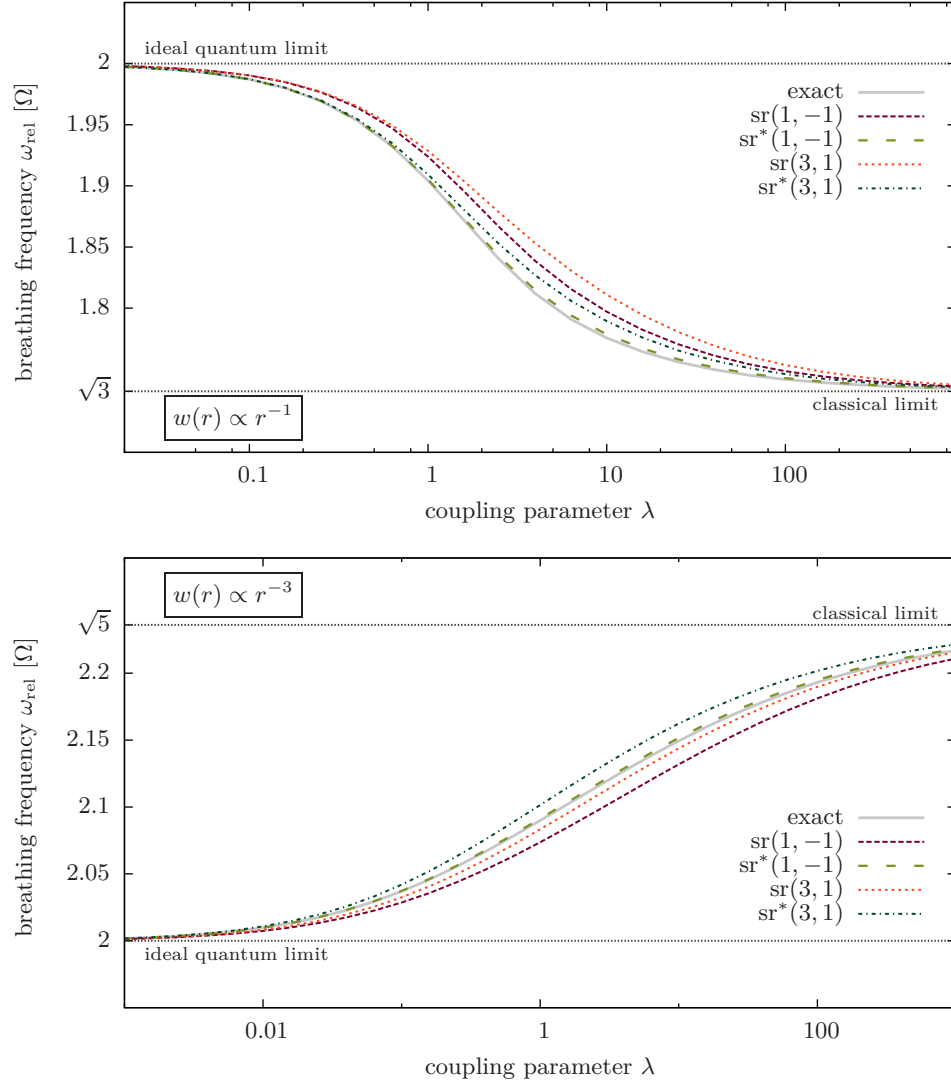 ideal quantum limit
2
1.95
1.9
1.85
1.8
√3
breathing frequency ω_rel [Ω]
exact
sr(1, −1)
sr*(1, −1)
sr(3, 1)
sr*(3, 1)
classical limit
w(r) ∝ r⁻¹
0.1 1 10 100
coupling parameter λ
w(r) ∝ r⁻³
classical limit
√5
2.2
2.15
2.1
2.05
2
breathing frequency ω_rel [Ω]
exact
sr(1, −1)
sr*(1, −1)
sr(3, 1)
sr*(3, 1)
ideal quantum limit
0.01 1 100
coupling parameter λ